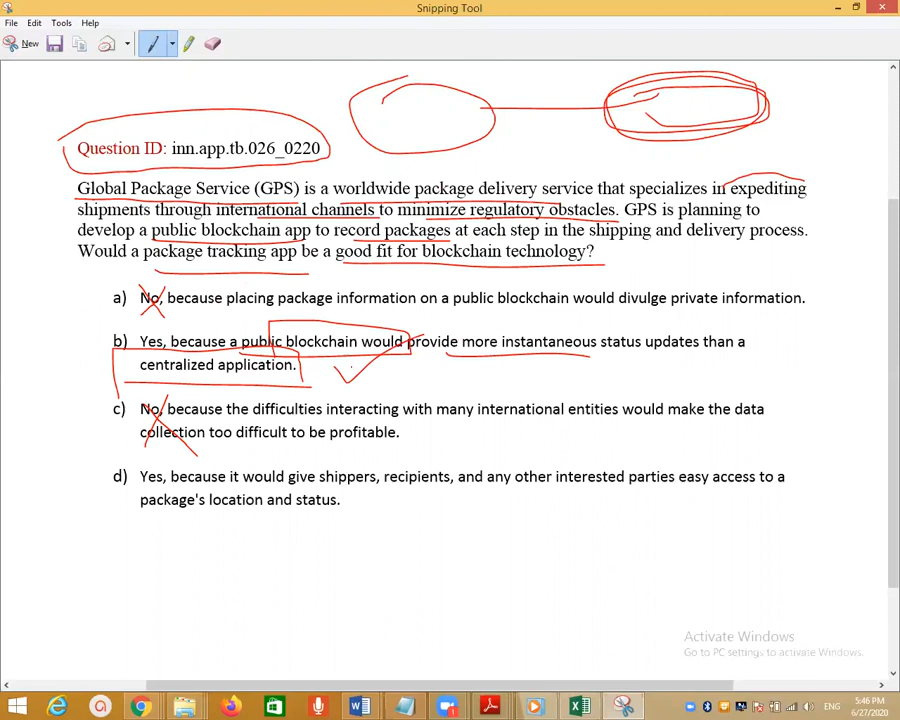 Snipping Tool
File Edit Tools Help
New
Question ID: inn.app.tb.026_0220
Global Package Service (GPS) is a worldwide package delivery service that specializes in expediting
shipments through international channels to minimize regulatory obstacles. GPS is planning to
develop a public blockchain app to record packages at each step in the shipping and delivery process.
Would a package tracking app be a good fit for blockchain technology?
a) No, because placing package information on a public blockchain would divulge private information.
b) Yes, because a public blockchain would provide more instantaneous status updates than a
centralized application.
c) No, because the difficulties interacting with many international entities would make the data
collection too difficult to be profitable.
d) Yes, because it would give shippers, recipients, and any other interested parties easy access to a
package's location and status.
Activate Windows
Go to PC settings to activate Windows.
ENG
5:46 PM
6/27/2020